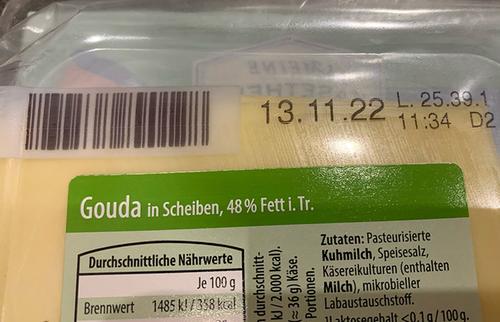 MEINE
KÄSETHEKE
13.11.22 L. 25.39.1
11:34 D2
Gouda in Scheiben, 48% Fett i. Tr.
Durchschnittliche Nährwerte
Je 100 g
Brennwert 1485 kJ / 358 kcal
durchschnitt-
/ 2.000 kcal).
(≈ 36 g) Käse.
Portionen.
Zutaten: Pasteurisierte
Kuhmilch, Speisesalz,
Käsereikulturen (enthalten
Milch), mikrobieller
Labaustauschstoff.
<0,1 g / 100 g.